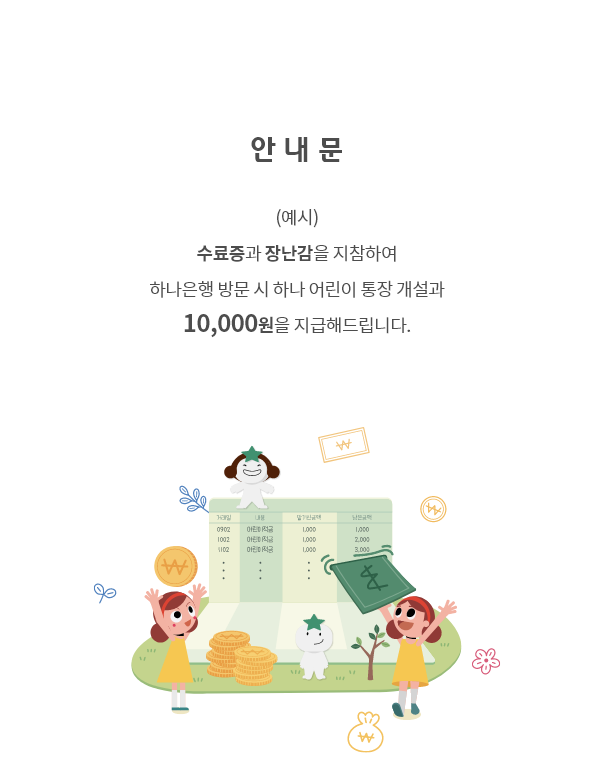 안 내 문
(예시)
수료증과 장난감을 지참하여
하나은행 방문 시 하나 어린이 통장 개설과
10,000원을 지급해드립니다.
거래일 내용 맡기신금액 남은금액
0902 어린이적금 1,000 1,000
1002 어린이적금 1,000 2,000
1102 어린이적금 1,000 3,000